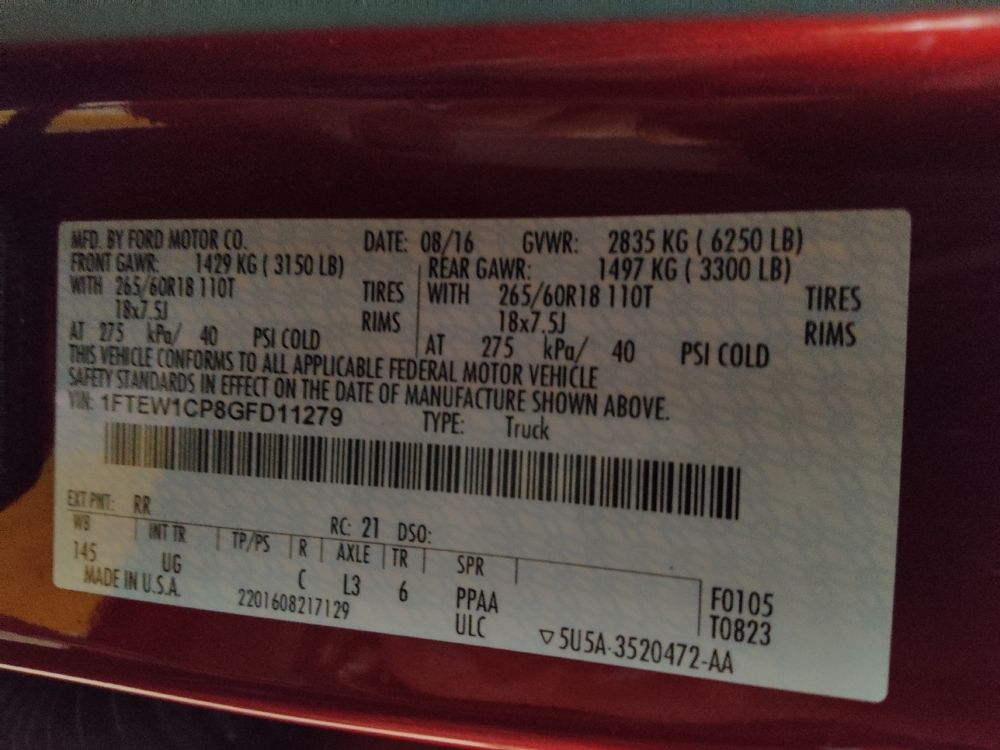 MFD. BY FORD MOTOR CO. DATE: 08/16 GVWR: 2835 KG ( 6250 LB)
FRONT GAWR: 1429 KG ( 3150 LB) REAR GAWR: 1497 KG ( 3300 LB)
WITH 265/60R18 110T TIRES WITH 265/60R18 110T TIRES
18x7.5J RIMS 18x7.5J RIMS
AT 275 kPa/ 40 PSI COLD AT 275 kPa/ 40 PSI COLD
THIS VEHICLE CONFORMS TO ALL APPLICABLE FEDERAL MOTOR VEHICLE
SAFETY STANDARDS IN EFFECT ON THE DATE OF MANUFACTURE SHOWN ABOVE.
VIN: 1FTEW1CP8GFD11279 TYPE: Truck
EXT PNT: RR RC: 21 DSO:
WB INT TR TP/PS R AXLE TR SPR
145 UG C L3 6 PPAA F0105
MADE IN U.S.A. 2201608217129 ULC T0823
▽5U5A-3520472-AA